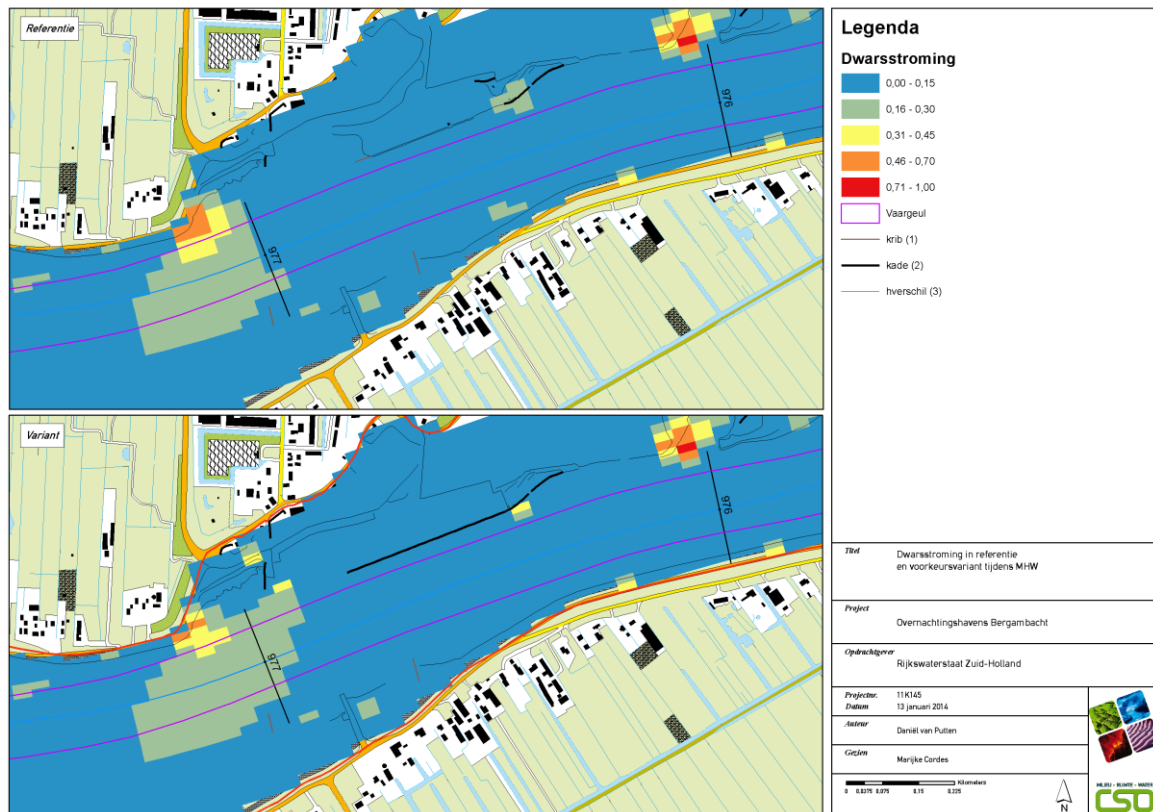 Referentie
976
977
Variant
976
977
Legenda
Dwarsstroming
0,00 - 0,15
0,16 - 0,30
0,31 - 0,45
0,46 - 0,70
0,71 - 1,00
Vaargeul
krib (1)
kade (2)
hverschil (3)
Titel
Dwarsstroming in referentie
en voorkeursvariant tijdens MHW
Project
Overnachtingshavens Bergambacht
Opdrachtgever
Rijkswaterstaat Zuid-Holland
Projectnr. 11K145
Datum 13 januari 2014
Auteur
Daniël van Putten
Gezien
Marijke Cordes
Kilometers
0 0,0375 0,075 0,15 0,225
N
MILIEU - RUIMTE - WATER
CSO